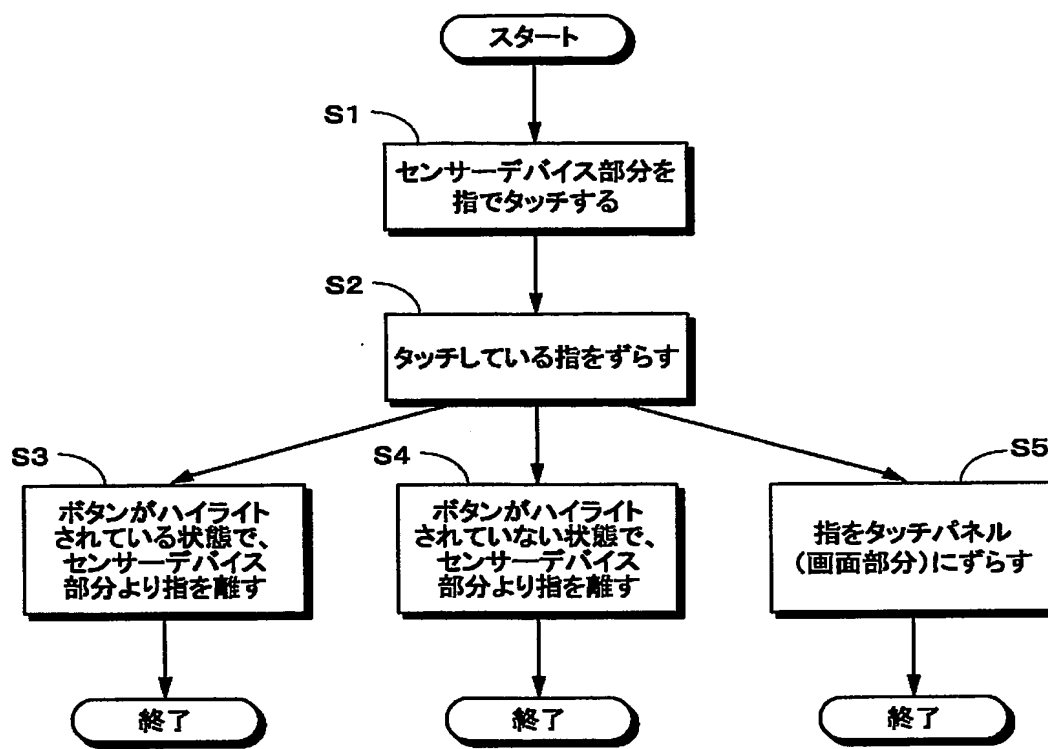 スタート
S1
センサーデバイス部分を
指でタッチする
S2
タッチしている指をずらす
S3
ボタンがハイライト
されている状態で、
センサーデバイス
部分より指を離す
S4
ボタンがハイライト
されていない状態で、
センサーデバイス
部分より指を離す
S5
指をタッチパネル
(画面部分)にずらす
終了
終了
終了